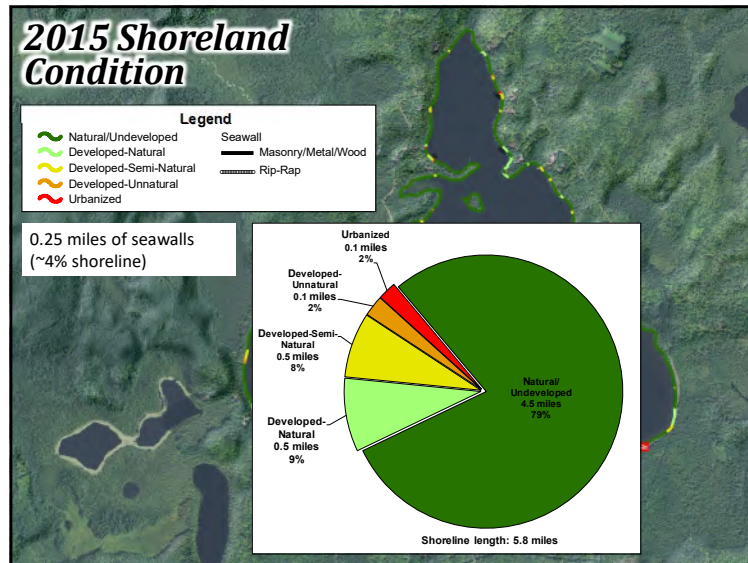 2015 Shoreland
Condition
Legend
Natural/Undeveloped
Developed-Natural
Developed-Semi-Natural
Developed-Unnatural
Urbanized
Seawall
Masonry/Metal/Wood
Rip-Rap
0.25 miles of seawalls
(~4% shoreline)
Urbanized
0.1 miles
2%
Developed-
Unnatural
0.1 miles
2%
Developed-Semi-
Natural
0.5 miles
8%
Developed-
Natural
0.5 miles
9%
Natural/
Undeveloped
4.5 miles
79%
Shoreline length: 5.8 miles